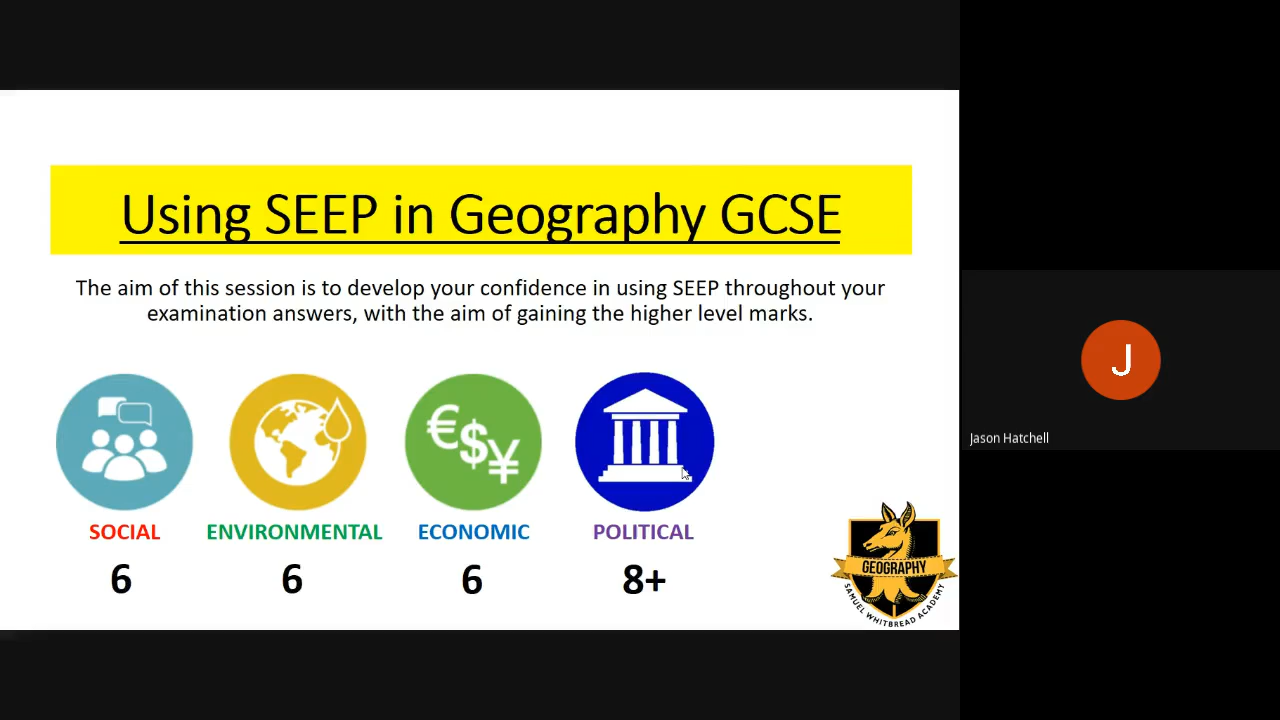 Using SEEP in Geography GCSE
The aim of this session is to develop your confidence in using SEEP throughout your
examination answers, with the aim of gaining the higher level marks.
€$¥
SOCIAL ENVIRONMENTAL ECONOMIC POLITICAL
6 6 6 8+
GEOGRAPHY
SAMUEL WHITBREAD ACADEMY
J
Jason Hatchell